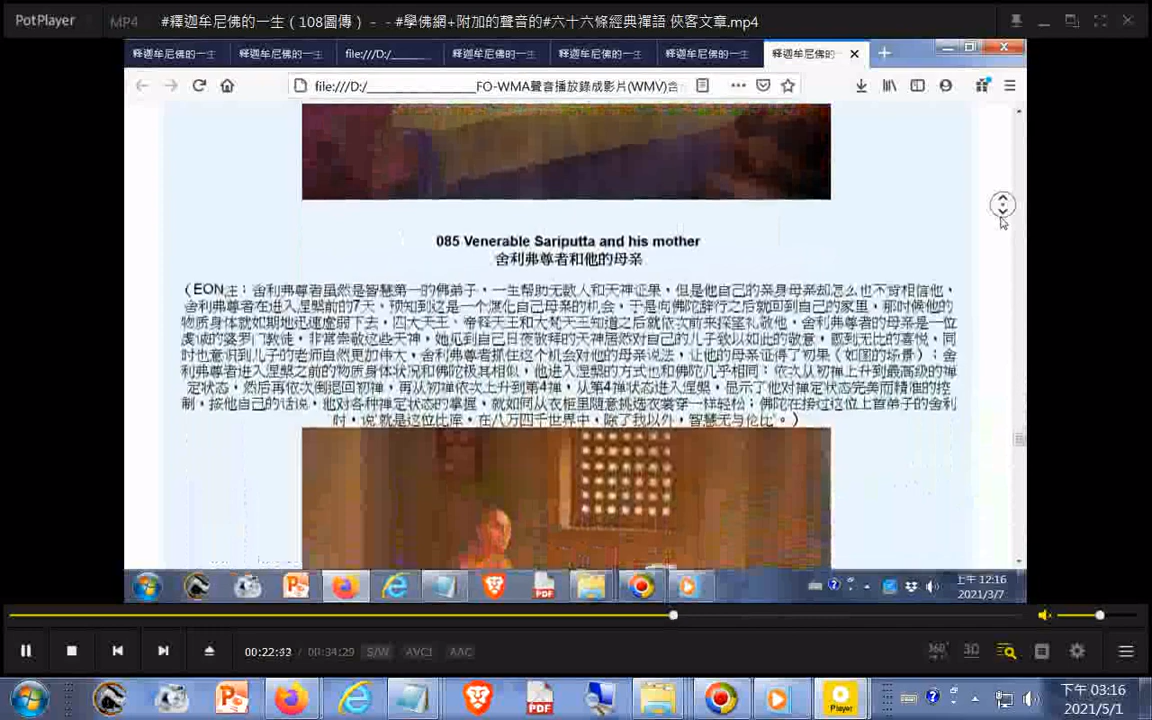 PotPlayer MP4 #釋迦牟尼佛的一生（108圖傳）- - #學佛網+附加的聲音的#六十六條經典禪語 俠客文章.mp4
釋迦牟尼佛的一生 釋迦牟尼佛的一生 file:///D:/______ 釋迦牟尼佛的一生 釋迦牟尼佛的一生 釋迦牟尼佛的一生 釋迦牟尼佛的一
file:///D:/__________________FO-WMA聲音播放錄成影片(WMV)含
085 Venerable Sariputta and his mother
舍利弗尊者和他的母亲
（EON注：舍利弗尊者虽然是智慧第一的佛弟子，一生帮助无数人和天神证果，但是他自己的亲身母亲却怎么也不肯相信他，
舍利弗尊者在进入涅槃前的7天，预知到这是一个渡化自己母亲的机会，于是向佛陀辞行之后就回到自己的家里，那时候他的
物质身体就如期地迅速虚弱下去，四大天王、帝释天王和大梵天王知道之后就依次前来探望礼敬他，舍利弗尊者的母亲是一位
虔诚的婆罗门教徒，非常崇敬这些天神，她见到自己日夜敬拜的天神居然对自己的儿子致以如此的敬意，感到无比的喜悦，同
时也意识到儿子的老师自然更加伟大，舍利弗尊者抓住这个机会对他的母亲说法，让他的母亲证得了初果（如图的场景）；舍
利弗尊者进入涅槃之前的物质身体状况和佛陀极其相似，他进入涅槃的方式也和佛陀几乎相同：依次从初禅上升到最高级的禅
定状态，然后再依次倒退回初禅，再从初禅依次上升到第4禅，从第4禅状态进入涅槃，显示了他对禅定状态完美而精准的控
制，按他自己的话说，他对各种禅定状态的掌握，就如同从衣柜里随意挑选衣裳穿一样轻松；佛陀在接过这位上首弟子的舍利
时，说“就是这位比库，在八万四千世界中，除了我以外，智慧无与伦比”。）
上午 12:16
2021/3/7
00:22:33 / 00:34:29 S/W AVC1 AAC
360° 3D
PDF
Player
下午 03:16
2021/5/1